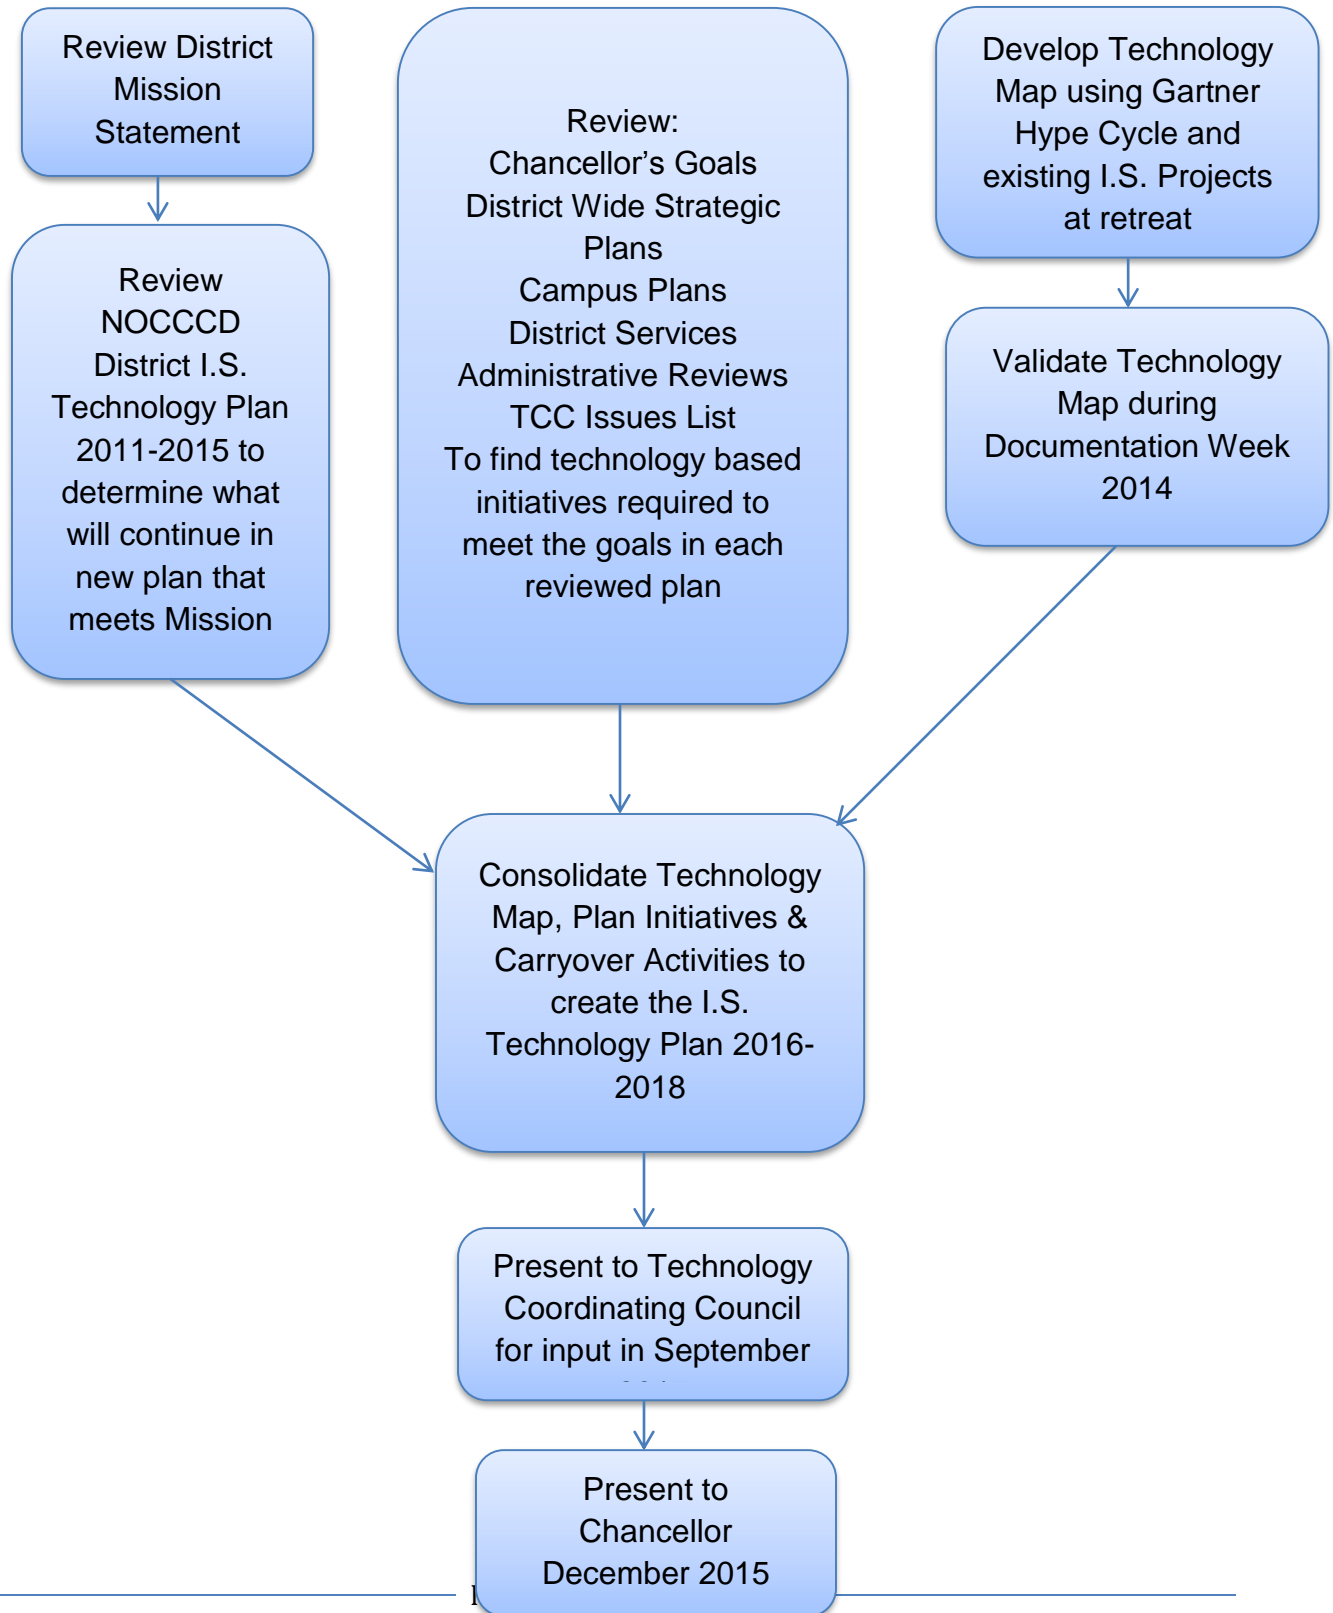 Review District
Mission
Statement
Review
NOCCCD
District I.S.
Technology Plan
2011-2015 to
determine what
will continue in
new plan that
meets Mission
Review:
Chancellor’s Goals
District Wide Strategic
Plans
Campus Plans
District Services
Administrative Reviews
TCC Issues List
To find technology based
initiatives required to
meet the goals in each
reviewed plan
Develop Technology
Map using Gartner
Hype Cycle and
existing I.S. Projects
at retreat
Validate Technology
Map during
Documentation Week
2014
Consolidate Technology
Map, Plan Initiatives &
Carryover Activities to
create the I.S.
Technology Plan 2016-
2018
Present to Technology
Coordinating Council
for input in September
Present to
Chancellor
December 2015